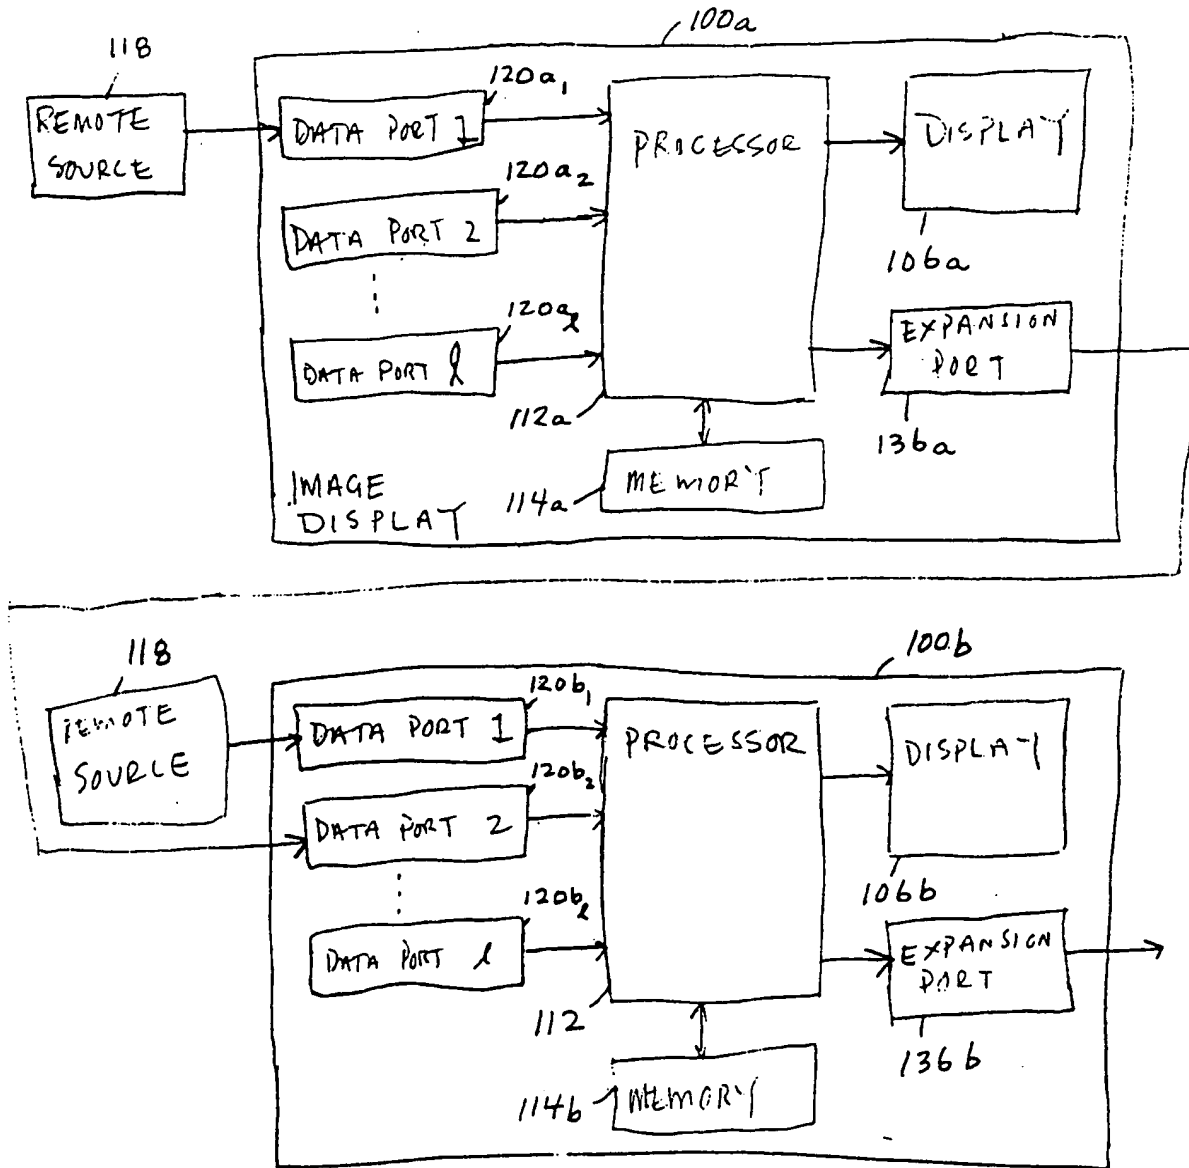 100a
118
REMOTE
SOURCE
120a1
DATA PORT 1
PROCESSOR
DISPLAY
120a2
DATA PORT 2
106a
120aℓ
DATA PORT ℓ
EXPANSION
PORT
112a
136a
IMAGE
DISPLAY
114a
MEMORY
118
100b
REMOTE
SOURCE
120b1
DATA PORT 1
PROCESSOR
DISPLAY
120b2
DATA PORT 2
106b
120bℓ
DATA PORT ℓ
EXPANSION
PORT
112
136b
114b
MEMORY